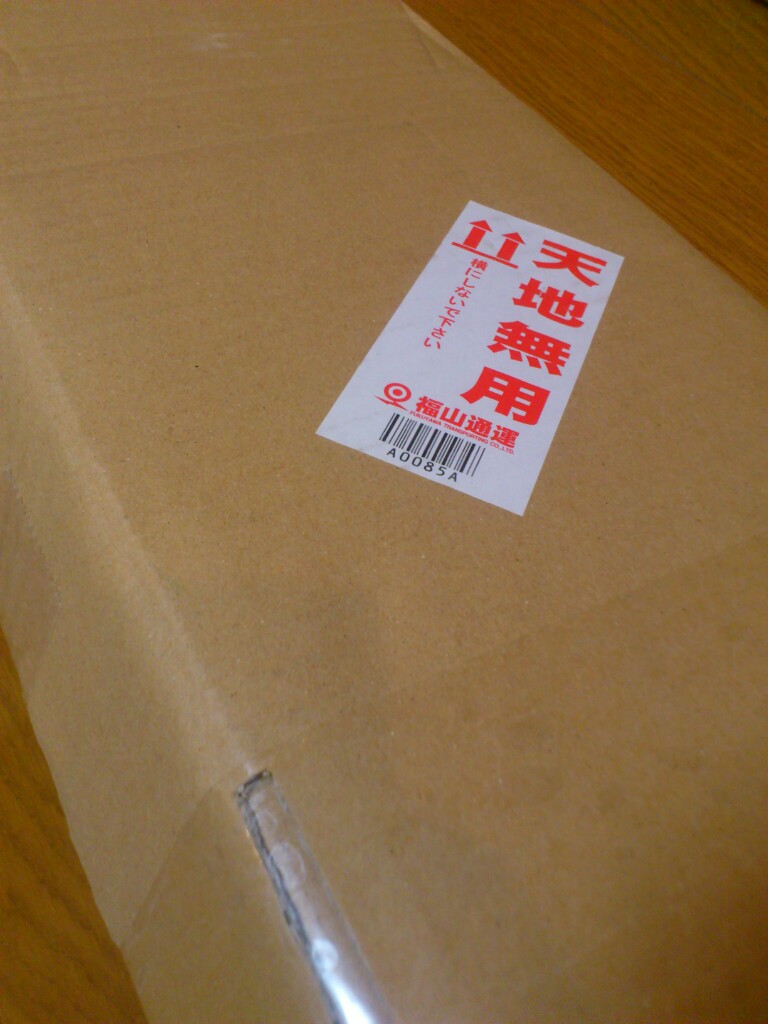 天地無用
横にしないで下さい
福山通運
FUKUYAMA TRANSPORTING CO.,LTD.
A0085A